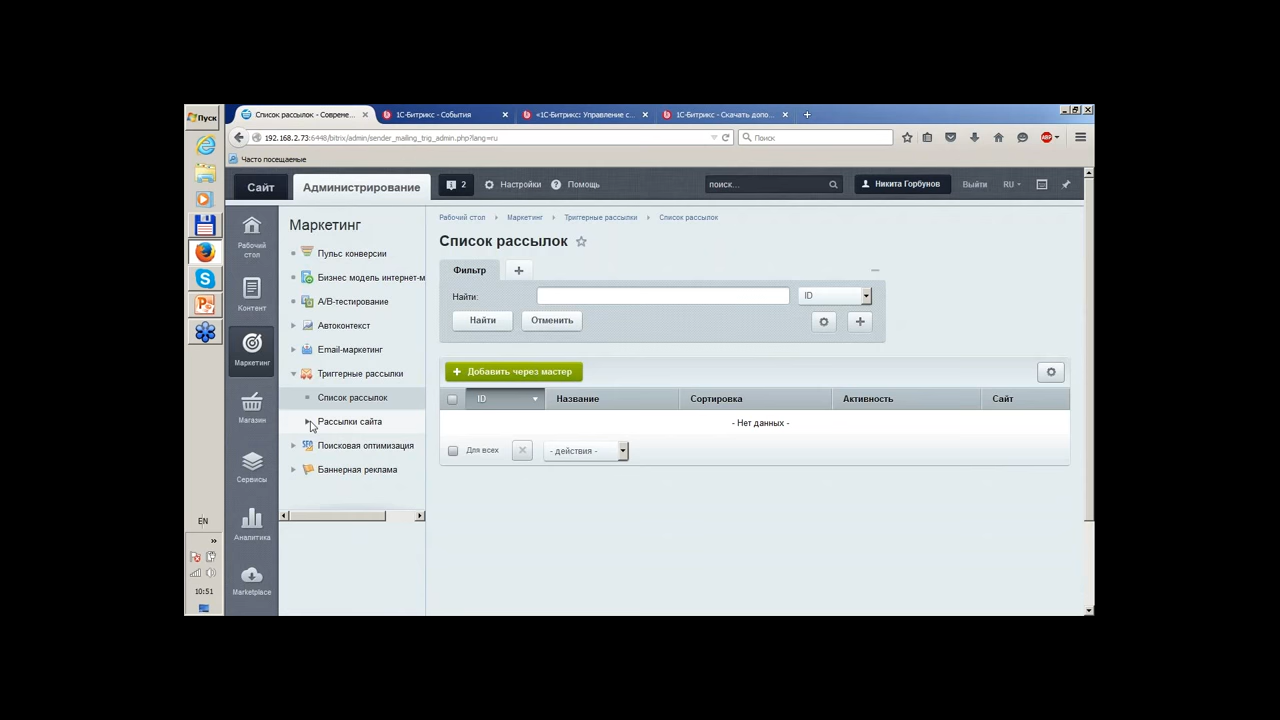 Пуск
Список рассылок - Совреме...
1С-Битрикс - События
«1С-Битрикс: Управление с...
1С-Битрикс - Скачать допо...
192.168.2.73:6448/bitrix/admin/sender_mailing_trig_admin.php?lang=ru
Поиск
ABP
Часто посещаемые
Сайт
Администрирование
2
Настройки
Помощь
поиск...
Никита Горбунов
Выйти
RU
Рабочий стол
Контент
Маркетинг
Магазин
Сервисы
Аналитика
Marketplace
Маркетинг
Пульс конверсии
Бизнес модель интернет-м
A/B-тестирование
Автоконтекст
Email-маркетинг
Триггерные рассылки
Список рассылок
Рассылки сайта
Поисковая оптимизация
Баннерная реклама
Рабочий стол Маркетинг Триггерные рассылки Список рассылок
Список рассылок
Фильтр
Найти:
ID
Найти
Отменить
Добавить через мастер
ID Название Сортировка Активность Сайт
- Нет данных -
Для всех
- действия -
EN
10:51